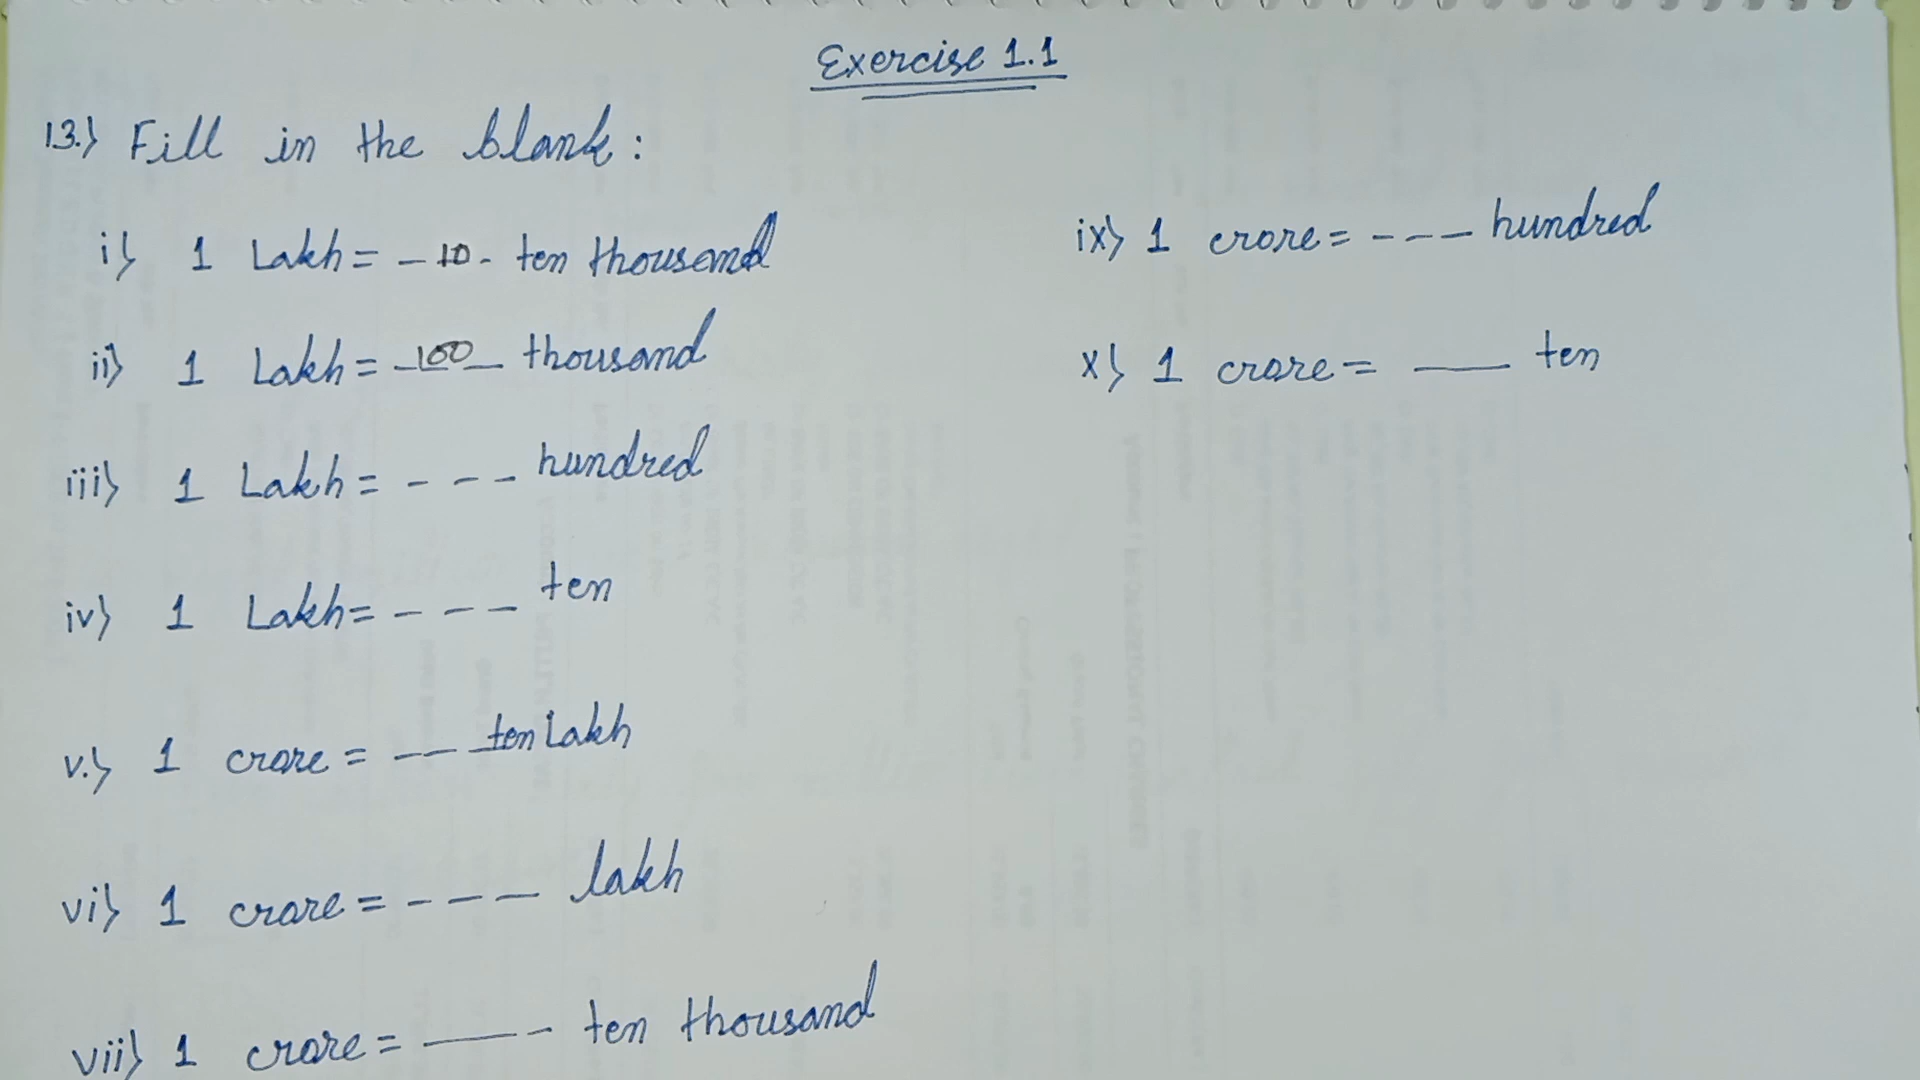 Exercise 1.1
13.) Fill in the blank:
i) 1 Lakh = _ 10 _ ten thousand
ii) 1 Lakh = _ 100 _ thousand
iii) 1 Lakh = _ _ _ hundred
iv) 1 Lakh = _ _ _ ten
v.) 1 crore = _ _ _ ten Lakh
vi) 1 crore = _ _ _ lakh
vii) 1 crore = _ _ ten thousand
ix) 1 crore = _ _ _ hundred
x) 1 crore = ___ ten